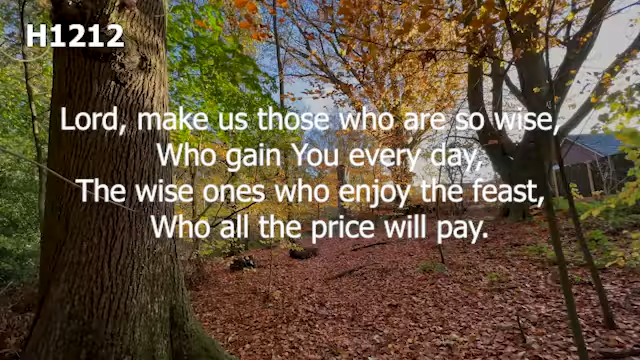 H1212
Lord, make us those who are so wise,
Who gain You every day,
The wise ones who enjoy the feast,
Who all the price will pay.